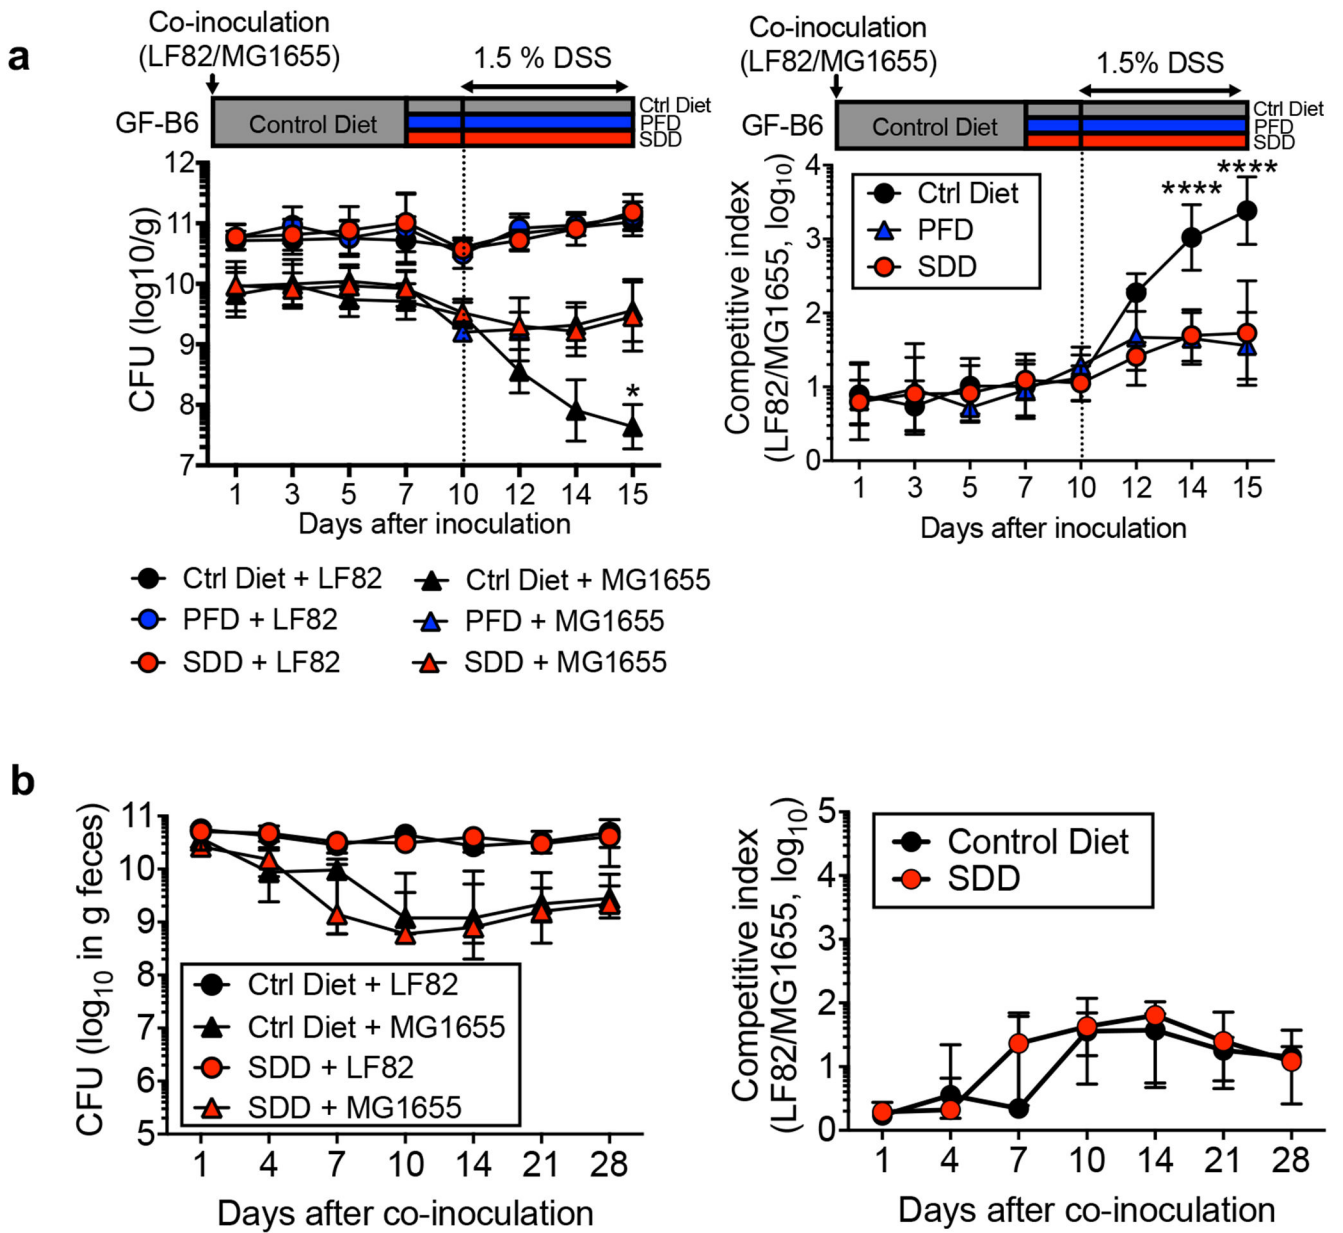 a
Co-inoculation
(LF82/MG1655)
1.5 % DSS
GF-B6
Control Diet
Ctrl Diet
PFD
SDD
CFU (log10/g)
12
11
10
9
8
7
*
1 3 5 7 10 12 14 15
Days after inoculation
Ctrl Diet + LF82
Ctrl Diet + MG1655
PFD + LF82
PFD + MG1655
SDD + LF82
SDD + MG1655
Co-inoculation
(LF82/MG1655)
1.5% DSS
GF-B6
Control Diet
Ctrl Diet
PFD
SDD
Competitive index
(LF82/MG1655, log10)
4
3
2
1
0
Ctrl Diet
PFD
SDD
****
****
1 3 5 7 10 12 14 15
Days after inoculation
b
CFU (log10 in g feces)
11
10
9
8
7
6
5
Ctrl Diet + LF82
Ctrl Diet + MG1655
SDD + LF82
SDD + MG1655
1 4 7 10 14 21 28
Days after co-inoculation
Competitive index
(LF82/MG1655, log10)
5
4
3
2
1
0
Control Diet
SDD
1 4 7 10 14 21 28
Days after co-inoculation